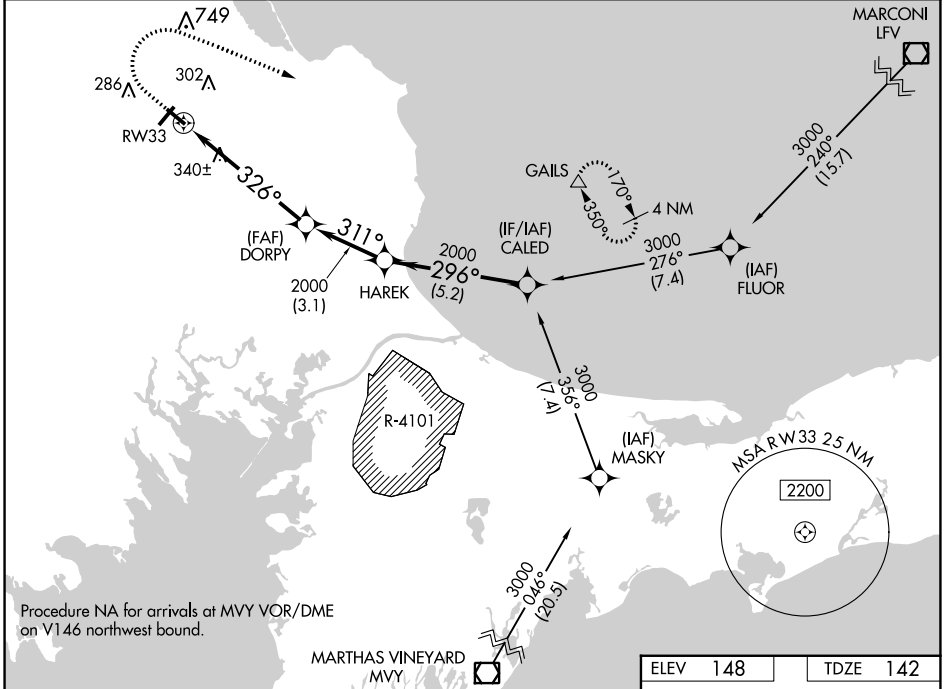 749
MARCONI
LFV
286
302
RW33
340±
326°
3000
240°
(15.7)
GAILS
170°
350°
4 NM
(FAF)
DORPY
311°
(IF/IAF)
CALED
3000
276°
(7.4)
(IAF)
FLUOR
2000
296°
(5.2)
2000
(3.1)
HAREK
3000
356°
(7.4)
R-4101
(IAF)
MASKY
MSA RW33 25 NM
2200
3000
046°
(20.5)
Procedure NA for arrivals at MVY VOR/DME
on V146 northwest bound.
MARTHAS VINEYARD
MVY
ELEV 148
TDZE 142